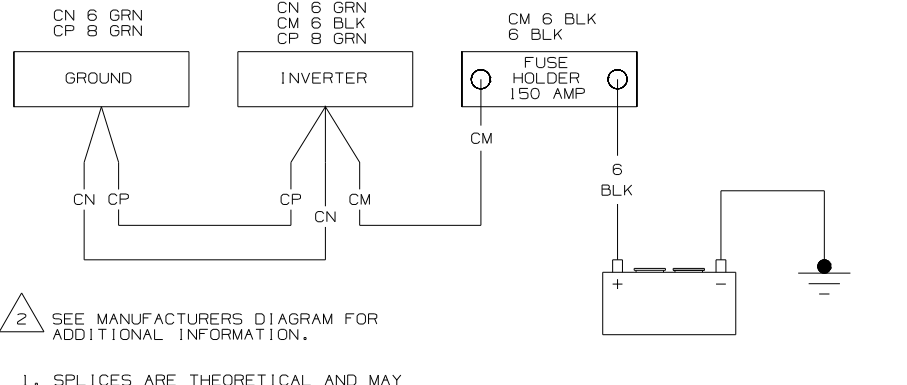 CN 6 GRN
CP 8 GRN
CN 6 GRN
CM 6 BLK
CP 8 GRN
CM 6 BLK
6 BLK
GROUND
INVERTER
FUSE
HOLDER
150 AMP
CM
6
BLK
CN CP
CP
CN
CM
+ −
2 SEE MANUFACTURERS DIAGRAM FOR
ADDITIONAL INFORMATION.
1. SPLICES ARE THEORETICAL AND MAY